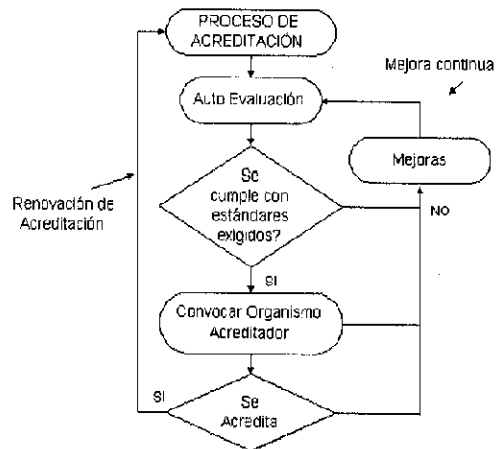 PROCESO DE
ACREDITACIÓN
Mejora continua
Auto Evaluación
Mejoras
Se
cumple con
estándares
exigidos?
Renovación de
Acreditación
NO
SI
Convocar Organismo
Acreditador
SI
Se
Acredita